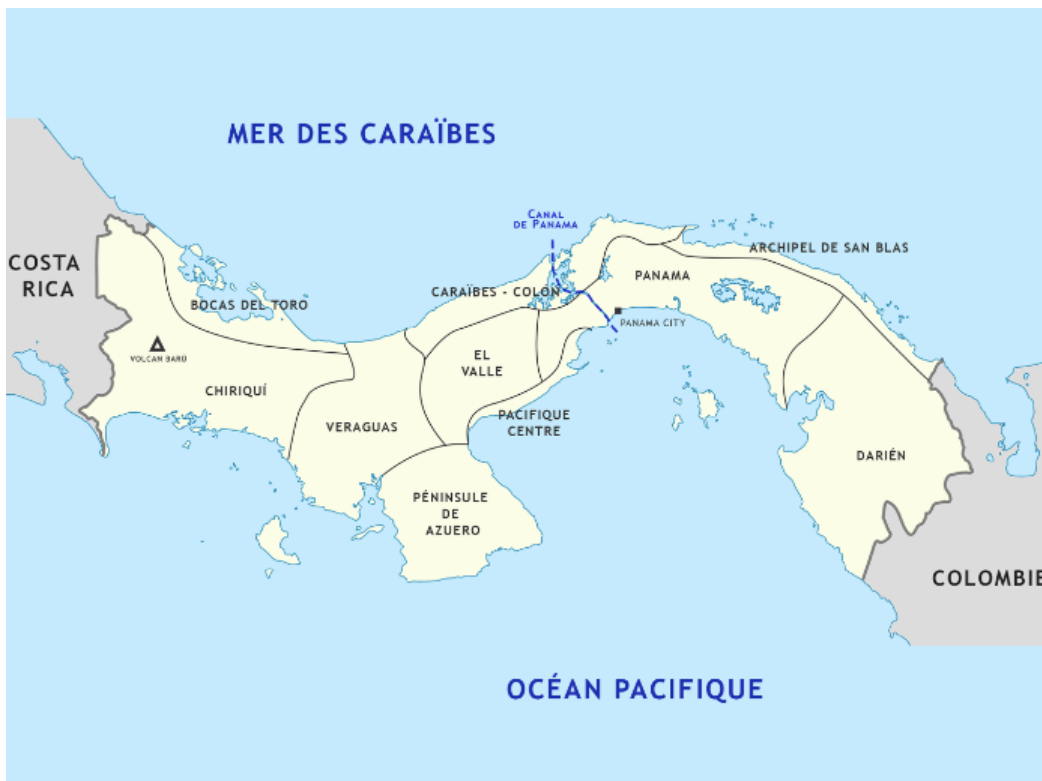 MER DES CARAÏBES
CANAL
DE PANAMA
ARCHIPEL DE SAN BLAS
COSTA
RICA
PANAMA
BOCAS DEL TORO
CARAÏBES - COLÓN
PANAMA CITY
VOLCAN BARÚ
EL
VALLE
CHIRIQUÍ
VERAGUAS
PACIFIQUE
CENTRE
DARIÉN
PÉNINSULE
DE
AZUERO
COLOMBIE
OCÉAN PACIFIQUE